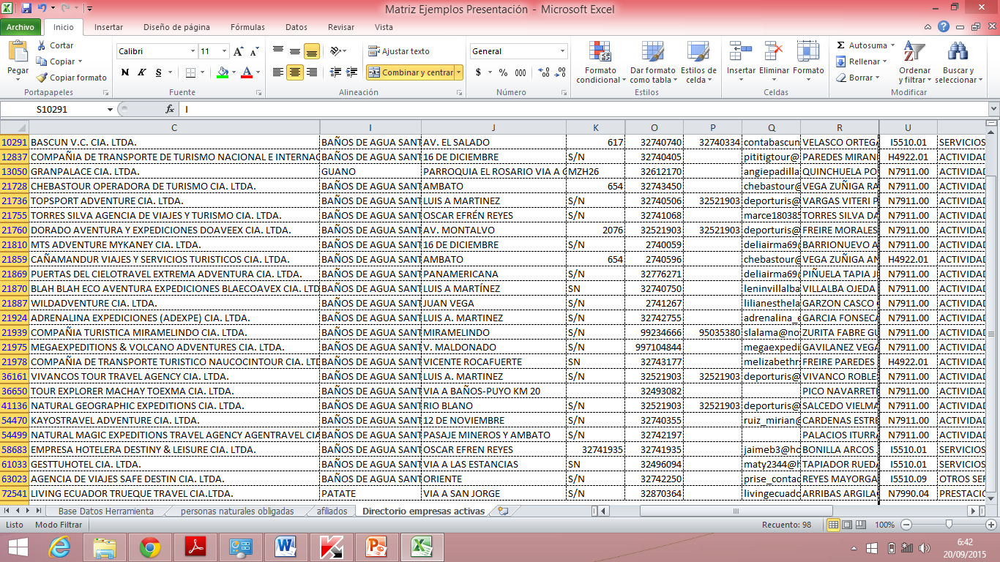 Matriz Ejemplos Presentación - Microsoft Excel
Archivo Inicio Insertar Diseño de página Fórmulas Datos Revisar Vista
Pegar Cortar Copiar Copiar formato Portapapeles
Calibri 11 A A N K S A Fuente
Ajustar texto Combinar y centrar Alineación
General $ % 000 Número
Formato condicional Dar formato como tabla Estilos de celda Estilos
Insertar Eliminar Formato Celdas
Σ Autosuma Rellenar Borrar Ordenar y filtrar Buscar y seleccionar Modificar
S10291 fx I
C I J K O P Q R U
10291 BASCUN V.C. CIA. LTDA. BAÑOS DE AGUA SANT AV. EL SALADO 617 32740740 32740334 contabascun VELASCO ORTEGA I5510.01 SERVICIOS
12837 COMPAÑIA DE TRANSPORTE DE TURISMO NACIONAL E INTERNAC BAÑOS DE AGUA SANT 16 DE DICIEMBRE S/N 32740405 pititigtour@ PAREDES MIRAN H4922.01 ACTIVIDAD
13050 GRANPALACE CIA. LTDA. GUANO PARROQUIA EL ROSARIO VIA A G MZH26 32612170 angiepadilla QUINCHUELA PO N7911.00 ACTIVIDAD
21728 CHEBASTOUR OPERADORA DE TURISMO CIA. LTDA. BAÑOS DE AGUA SANT AMBATO 654 32743450 chebastour@ VEGA ZUÑIGA RA N7911.00 ACTIVIDAD
21736 TOPSPORT ADVENTURE CIA. LTDA. BAÑOS DE AGUA SANT LUIS A MARTINEZ S/N 32740506 32521903 deporturis@ VARGAS VITERI P N7911.00 ACTIVIDAD
21755 TORRES SILVA AGENCIA DE VIAJES Y TURISMO CIA. LTDA. BAÑOS DE AGUA SANT OSCAR EFRÉN REYES S/N 32741068 marce180385 TORRES SILVA DA N7911.00 ACTIVIDAD
21760 DORADO AVENTURA Y EXPEDICIONES DOAVEEX CIA. LTDA. BAÑOS DE AGUA SANT AV. MONTALVO 2076 32521903 32521903 deporturis@ FREIRE MORALES N7911.00 ACTIVIDAD
21810 MTS ADVENTURE MYKANEY CIA. LTDA. BAÑOS DE AGUA SANT 16 DE DICIEMBRE S/N 2740059 deliairma69@ BARRIONUEVO A N7911.00 ACTIVIDAD
21859 CAÑAMANDUR VIAJES Y SERVICIOS TURISTICOS CIA. LTDA. BAÑOS DE AGUA SANT AMBATO 654 2740596 chebastour@ VEGA ZUÑIGA AN H4922.01 ACTIVIDAD
21869 PUERTAS DEL CIELOTRAVEL EXTREMA ADVENTURA CIA. LTDA. BAÑOS DE AGUA SANT PANAMERICANA S/N 32776271 deliairma69@ PIÑUELA TAPIA J N7911.00 ACTIVIDAD
21870 BLAH BLAH ECO AVENTURA EXPEDICIONES BLAECOAVEX CIA. LTD BAÑOS DE AGUA SANT LUIS A MARTÍNEZ SN 32740750 leninvillalba VILLALBA OJEDA N7911.00 ACTIVIDAD
21887 WILDADVENTURE CIA. LTDA. BAÑOS DE AGUA SANT JUAN VEGA S/N 2741267 lilianesthela GARZON CASCO N7911.00 ACTIVIDAD
21924 ADRENALINA EXPEDICIONES (ADEXPE) CIA. LTDA. BAÑOS DE AGUA SANT LUIS A. MARTINEZ S/N 32742755 adrenalina_e GARCIA FONSECA N7911.00 ACTIVIDAD
21939 COMPAÑIA TURISTICA MIRAMELINDO CIA. LTDA. BAÑOS DE AGUA SANT MIRAMELINDO S/N 99234666 95035380 slalama@no ZURITA FABRE GU N7911.00 ACTIVIDAD
21975 MEGAEXPEDITIONS & VOLCANO ADVENTURES CIA. LTDA. BAÑOS DE AGUA SANT V. MALDONADO S/N 997104844 megaexpedi GAVILANEZ VEGA N7911.00 ACTIVIDAD
21978 COMPAÑIA DE TRANSPORTE TURISTICO NAUCOCINTOUR CIA. LTD BAÑOS DE AGUA SANT VICENTE ROCAFUERTE SN 32743177 melizabethr FREIRE PAREDES H4922.01 ACTIVIDAD
36161 VIVANCOS TOUR TRAVEL AGENCY CIA. LTDA. BAÑOS DE AGUA SANT LUIS A. MARTINEZ S/N 32521903 32521903 deporturis@ VIVANCO ROBLE N7911.00 ACTIVIDAD
36650 TOUR EXPLORER MACHAY TOEXMA CIA. LTDA. BAÑOS DE AGUA SANT VIA A BAÑOS-PUYO KM 20 32493082 PICO NAVARRETE N7911.00 ACTIVIDAD
41136 NATURAL GEOGRAPHIC EXPEDITIONS CIA. LTDA. BAÑOS DE AGUA SANT RIO BLANO S/N 32521903 32521903 deporturis@ SALCEDO VIELMA N7911.00 ACTIVIDAD
54470 KAYOSTRAVEL ADVENTURE CIA. LTDA. BAÑOS DE AGUA SANT 12 DE NOVIEMBRE S/N 32740355 ruiz_mirian@ CARDENAS ESTRE N7911.00 ACTIVIDAD
54499 NATURAL MAGIC EXPEDITIONS TRAVEL AGENCY AGENTRAVEL CIA BAÑOS DE AGUA SANT PASAJE MINEROS Y AMBATO S/N 32742197 PALACIOS ITURRA N7911.00 ACTIVIDAD
58683 EMPRESA HOTELERA DESTINY & LEISURE CIA. LTDA. BAÑOS DE AGUA SANT OSCAR EFREN REYES 32741935 32741935 jaimeb3@ho BONILLA ARCOS I5510.01 SERVICIOS
61033 GESTTUHOTEL CIA. LTDA. BAÑOS DE AGUA SANT VIA A LAS ESTANCIAS SN 32496094 maty2344@h TAPIADOR RUEDA I5510.01 SERVICIOS
63023 AGENCIA DE VIAJES SAFE DESTIN CIA. LTDA. BAÑOS DE AGUA SANT ORIENTE S/N 32742250 prise_contad REYES MAYORGA I5510.09 OTROS SER
72541 LIVING ECUADOR TRUEQUE TRAVEL CIA.LTDA. PATATE VIA A SAN JORGE S/N 32870364 livingecuado ARRIBAS ARGILA N7990.04 PRESTACIO
Base Datos Herramienta personas naturales obligadas afiliados Directorio empresas activas
Listo Modo Filtrar Recuento: 98 100%
6:42
20/09/2015